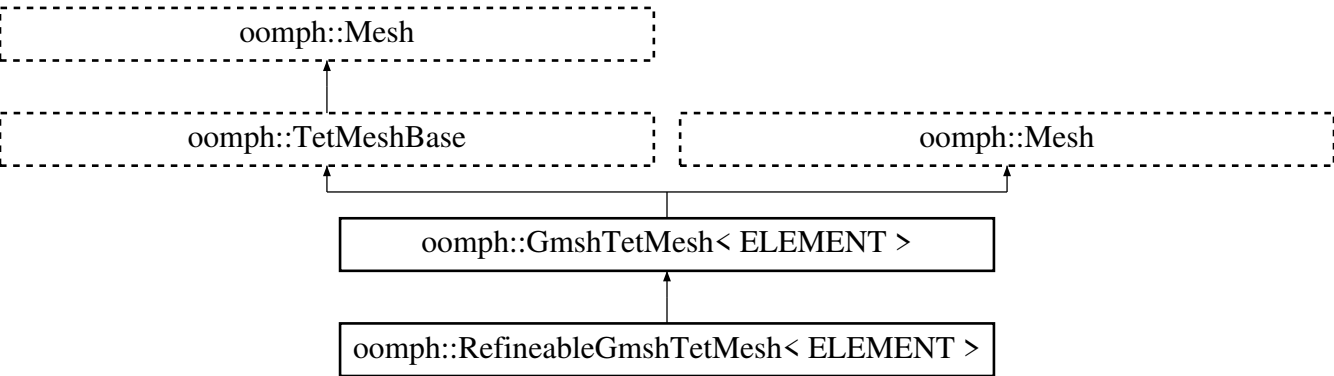 oomph::Mesh
oomph::TetMeshBase
oomph::Mesh
oomph::GmshTetMesh< ELEMENT >
oomph::RefineableGmshTetMesh< ELEMENT >